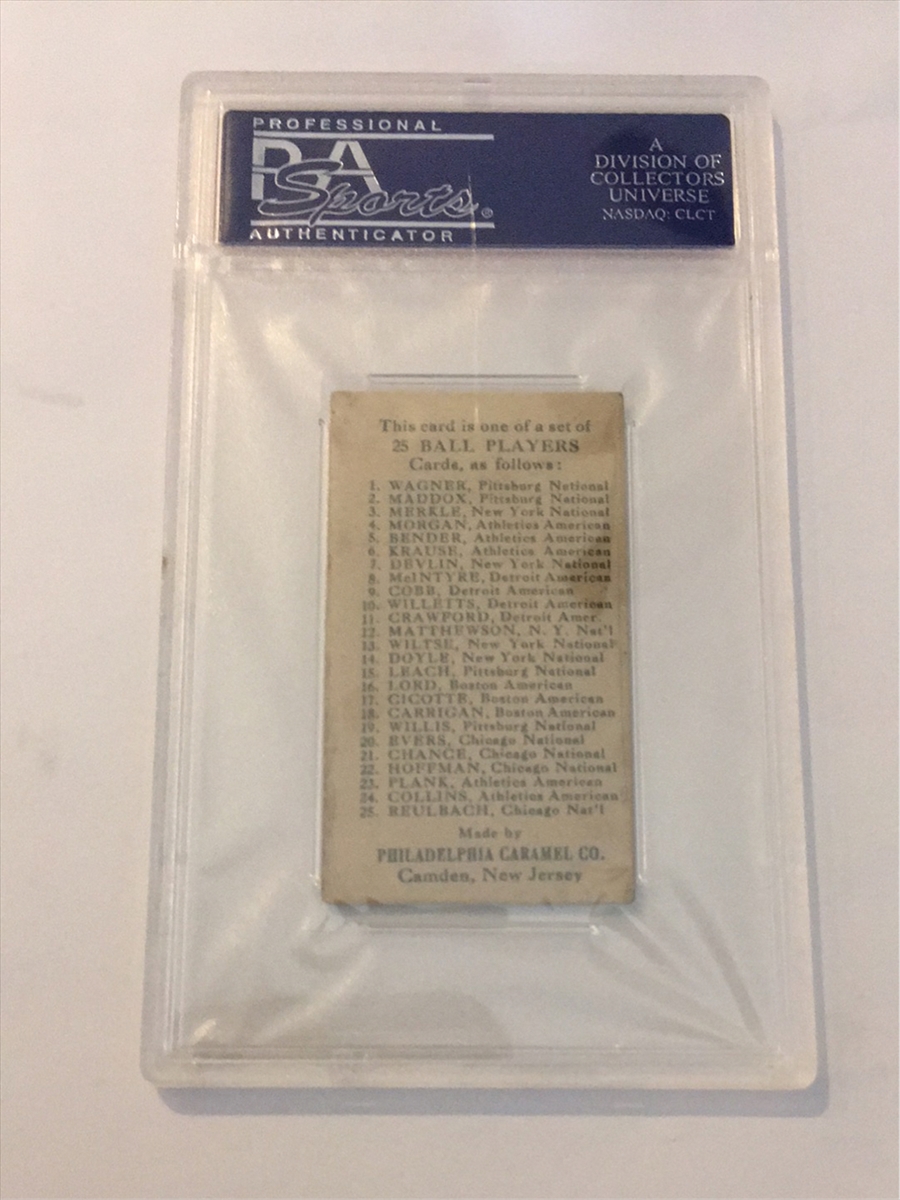 PROFESSIONAL
PSA
Sports®
AUTHENTICATOR
A
DIVISION OF
COLLECTORS
UNIVERSE
NASDAQ: CLCT
This card is one of a set of
25 BALL PLAYERS
Cards, as follows:
1. WAGNER, Pittsburg National
2. MADDOX, Pittsburg National
3. MERKLE, New York National
4. MORGAN, Athletics American
5. BENDER, Athletics American
6. KRAUSE, Athletics American
7. DEVLIN, New York National
8. McINTYRE, Detroit American
9. COBB, Detroit American
10. WILLETTS, Detroit American
11. CRAWFORD, Detroit Amer.
12. MATTHEWSON, N. Y. Nat'l
13. WILTSE, New York National
14. DOYLE, New York National
15. LEACH, Pittsburg National
16. LORD, Boston American
17. CICOTTE, Boston American
18. CARRIGAN, Boston American
19. WILLIS, Pittsburg National
20. EVERS, Chicago National
21. CHANCE, Chicago National
22. HOFFMAN, Chicago National
23. PLANK, Athletics American
24. COLLINS, Athletics American
25. REULBACH, Chicago Nat'l
Made by
PHILADELPHIA CARAMEL CO.
Camden, New Jersey